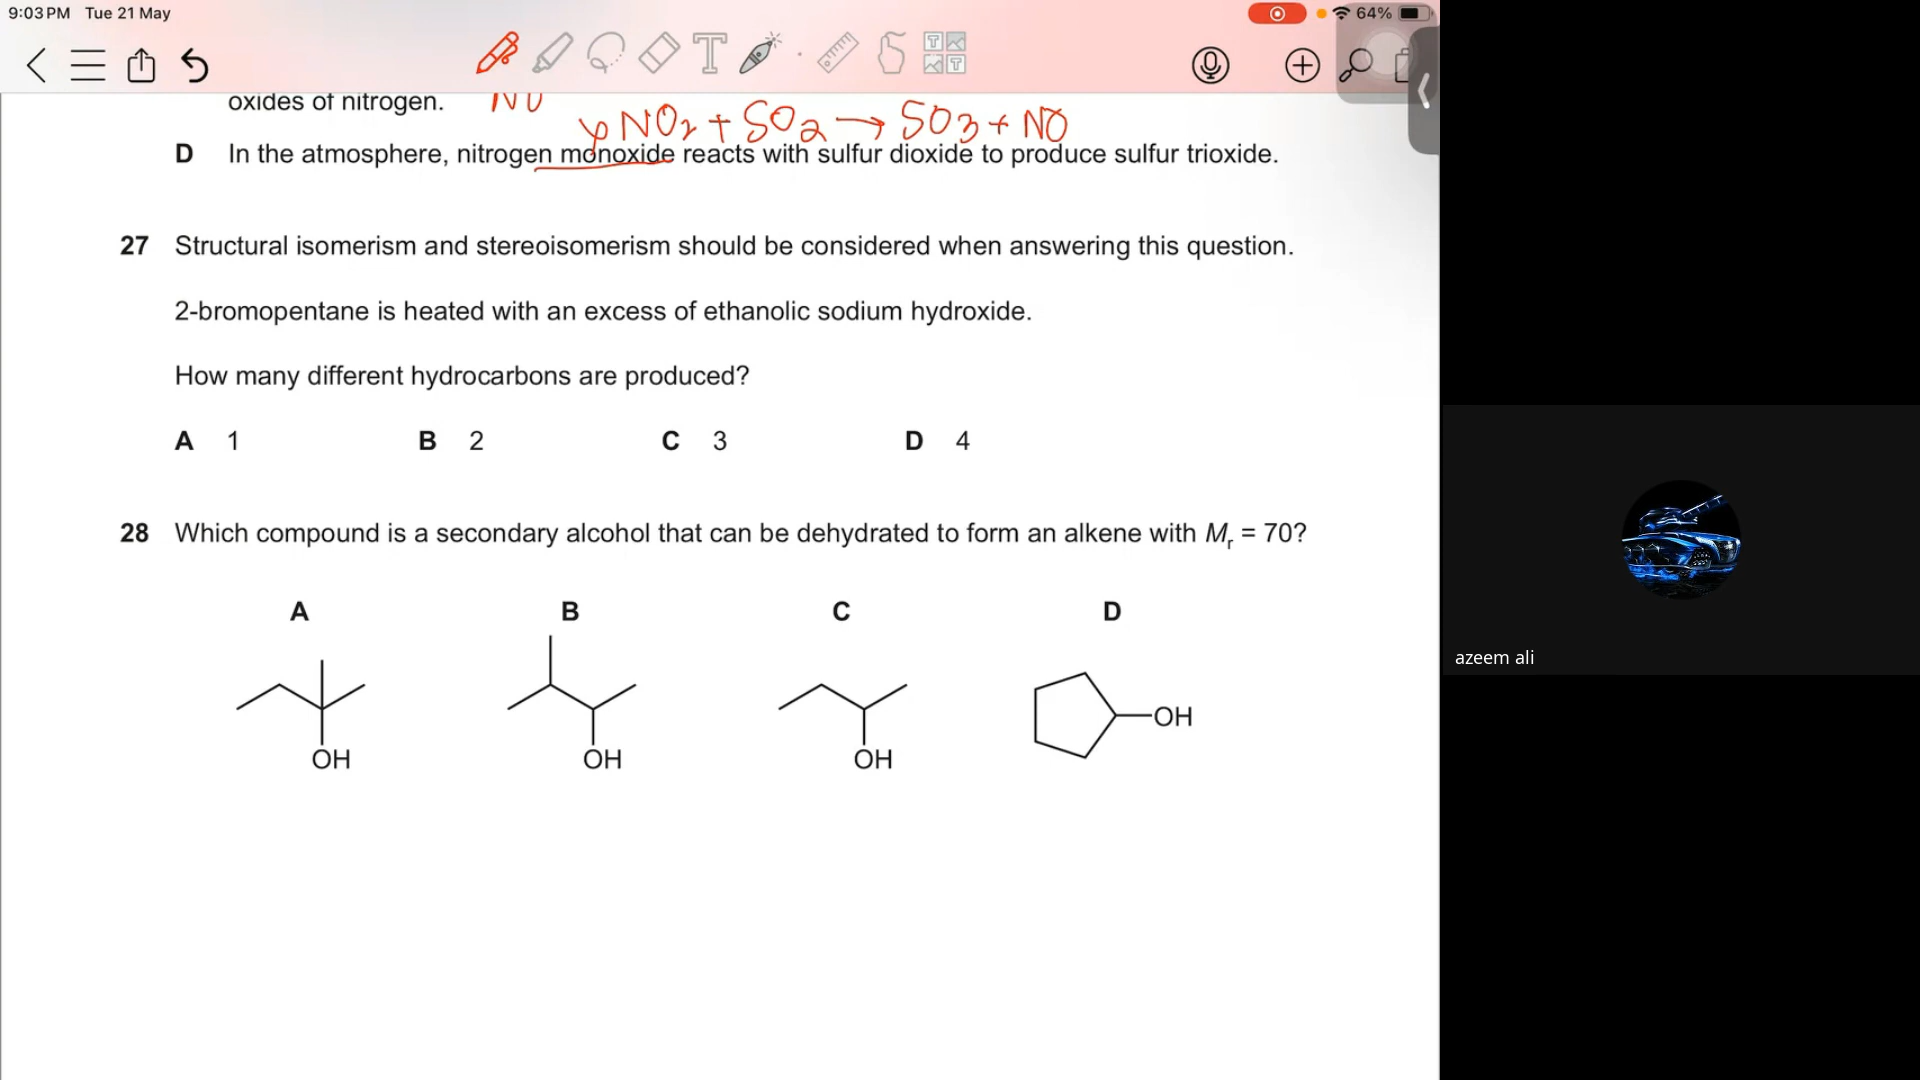 9:03 PM Tue 21 May
64%
oxides of nitrogen. NO
NO2 + SO2 → SO3 + NO
D In the atmosphere, nitrogen monoxide reacts with sulfur dioxide to produce sulfur trioxide.
27 Structural isomerism and stereoisomerism should be considered when answering this question.
2-bromopentane is heated with an excess of ethanolic sodium hydroxide.
How many different hydrocarbons are produced?
A 1 B 2 C 3 D 4
28 Which compound is a secondary alcohol that can be dehydrated to form an alkene with Mr = 70?
A B C D
OH OH OH OH
azeem ali